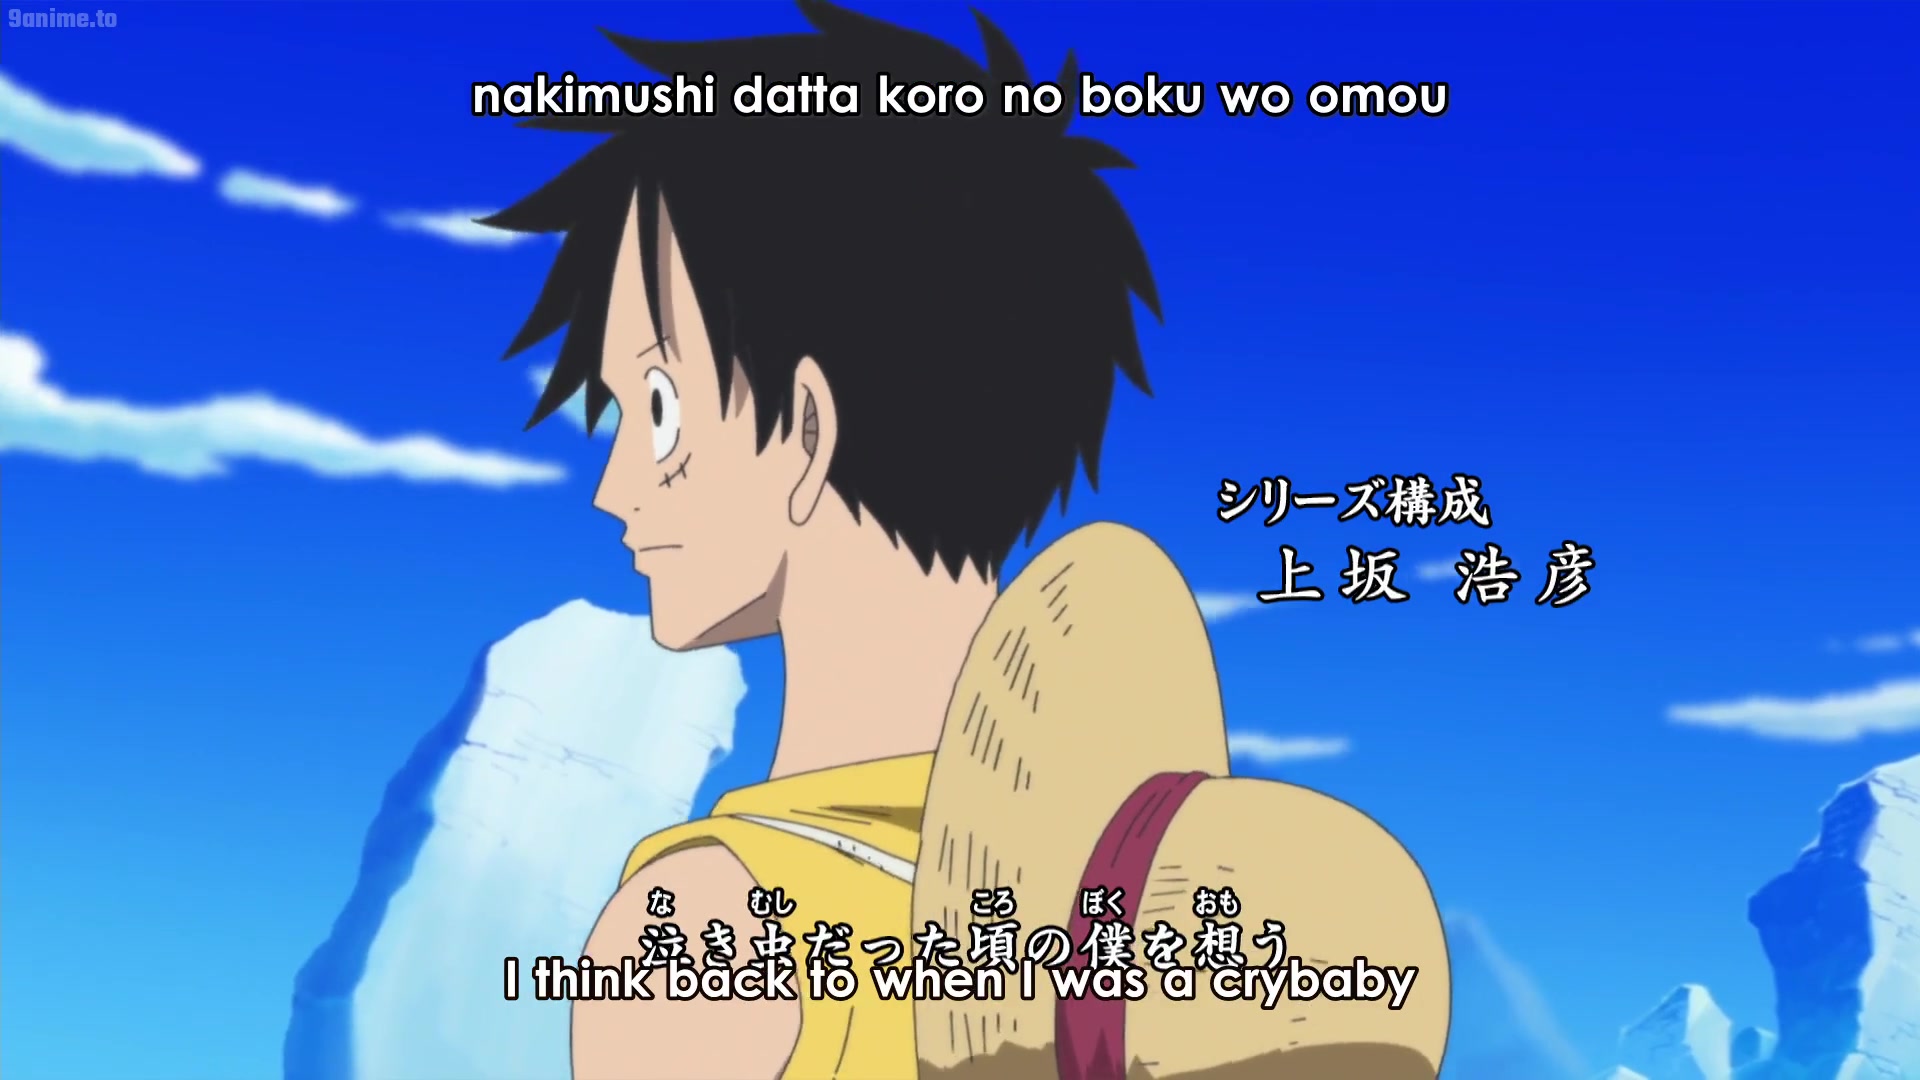 9anime.to
nakimushi datta koro no boku wo omou
シリーズ構成
上坂 浩彦
な むし ころ ぼく おも
泣き虫だった頃の僕を想う
I think back to when I was a crybaby